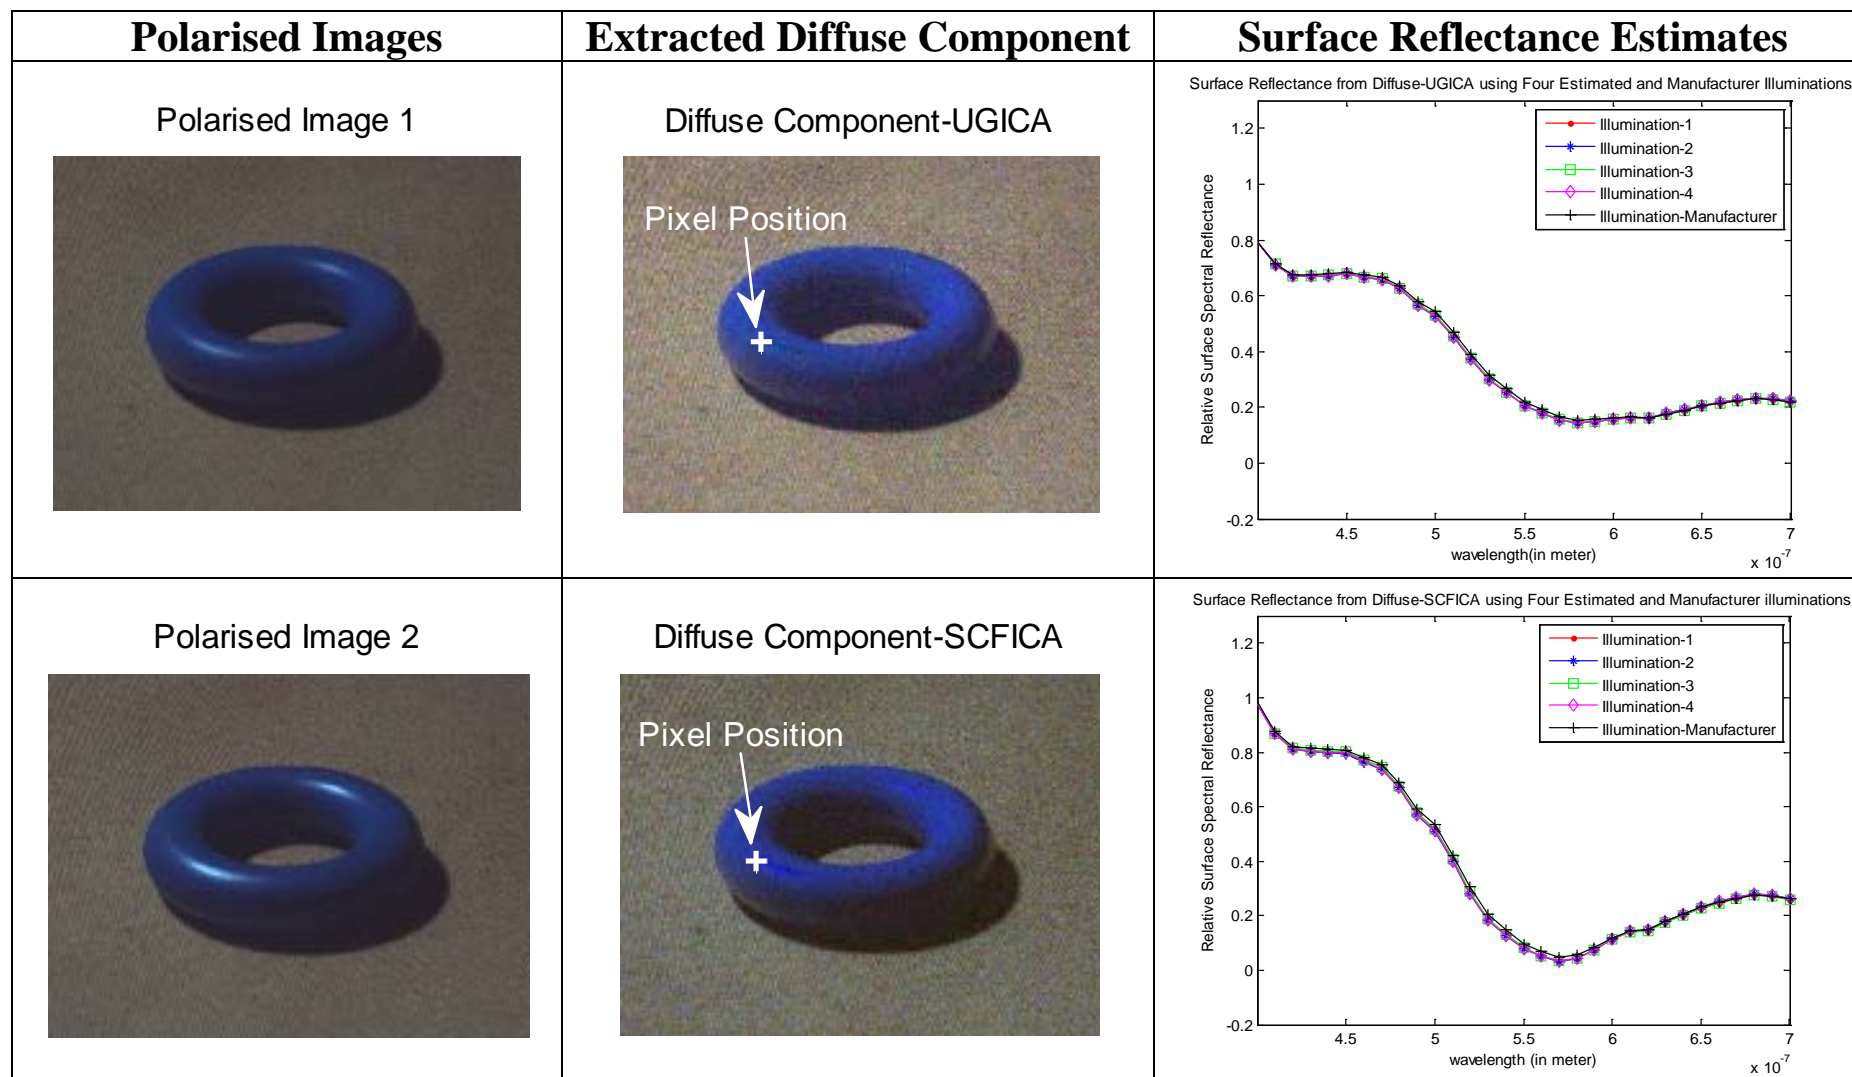 Polarised Images
Extracted Diffuse Component
Surface Reflectance Estimates
Polarised Image 1
Diffuse Component-UGICA
Pixel Position
Surface Reflectance from Diffuse-UGICA using Four Estimated and Manufacturer Illuminations
Relative Surface Spectral Reflectance
1.2
1
0.8
0.6
0.4
0.2
0
-0.2
Illumination-1
Illumination-2
Illumination-3
Illumination-4
Illumination-Manufacturer
4.5 5 5.5 6 6.5 7
wavelength(in meter)
x 10^-7
Polarised Image 2
Diffuse Component-SCFICA
Pixel Position
Surface Reflectance from Diffuse-SCFICA using Four Estimated and Manufacturer illuminations
Relative Surface Spectral Reflectance
1.2
1
0.8
0.6
0.4
0.2
0
-0.2
Illumination-1
Illumination-2
Illumination-3
Illumination-4
Illumination-Manufacturer
4.5 5 5.5 6 6.5 7
wavelength (in meter)
x 10^-7